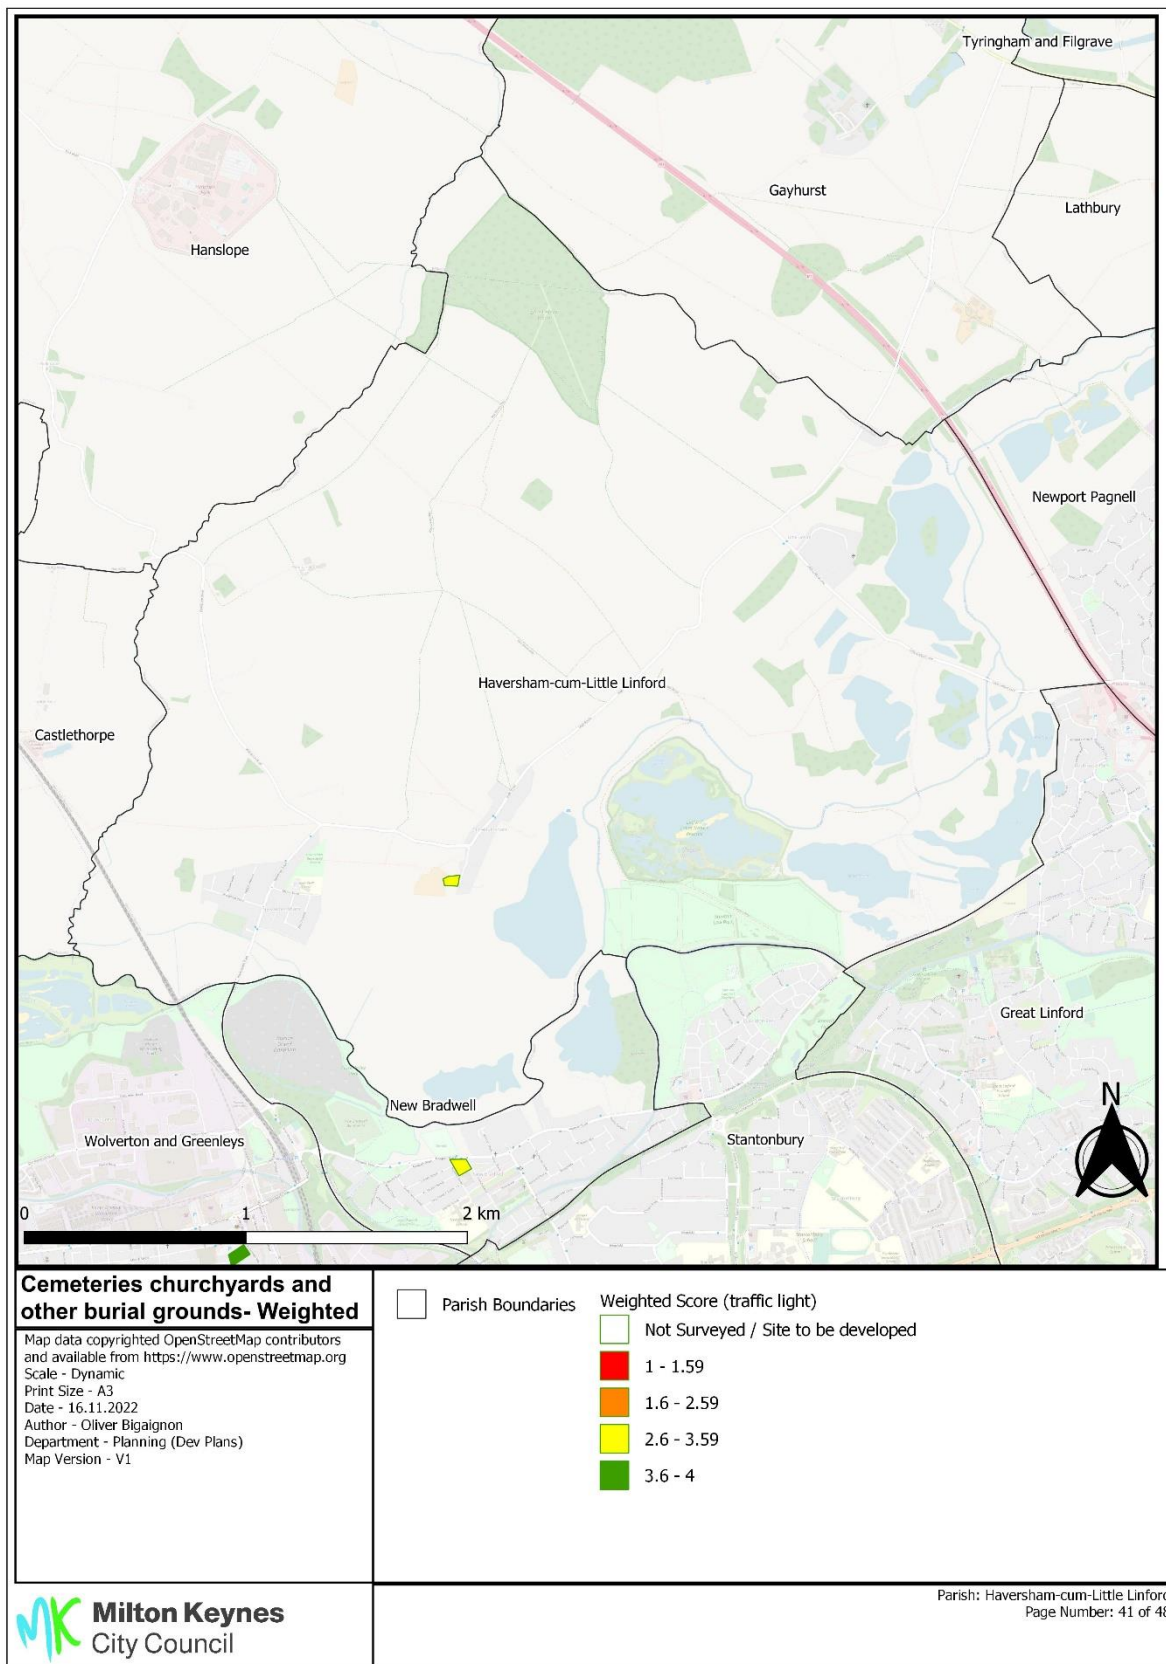 Tyringham and Filgrave
Gayhurst
Lathbury
Hanslope
Newport Pagnell
Haversham-cum-Little Linford
Castlethorpe
Great Linford
N
New Bradwell
Stantonbury
Wolverton and Greenleys
0 1 2 km
Cemeteries churchyards and
other burial grounds- Weighted
Map data copyrighted OpenStreetMap contributors
and available from https://www.openstreetmap.org
Scale - Dynamic
Print Size - A3
Date - 16.11.2022
Author - Oliver Bigaignon
Department - Planning (Dev Plans)
Map Version - V1
Parish Boundaries
Weighted Score (traffic light)
Not Surveyed / Site to be developed
1 - 1.59
1.6 - 2.59
2.6 - 3.59
3.6 - 4
MK Milton Keynes
City Council
Parish: Haversham-cum-Little Linford
Page Number: 41 of 48